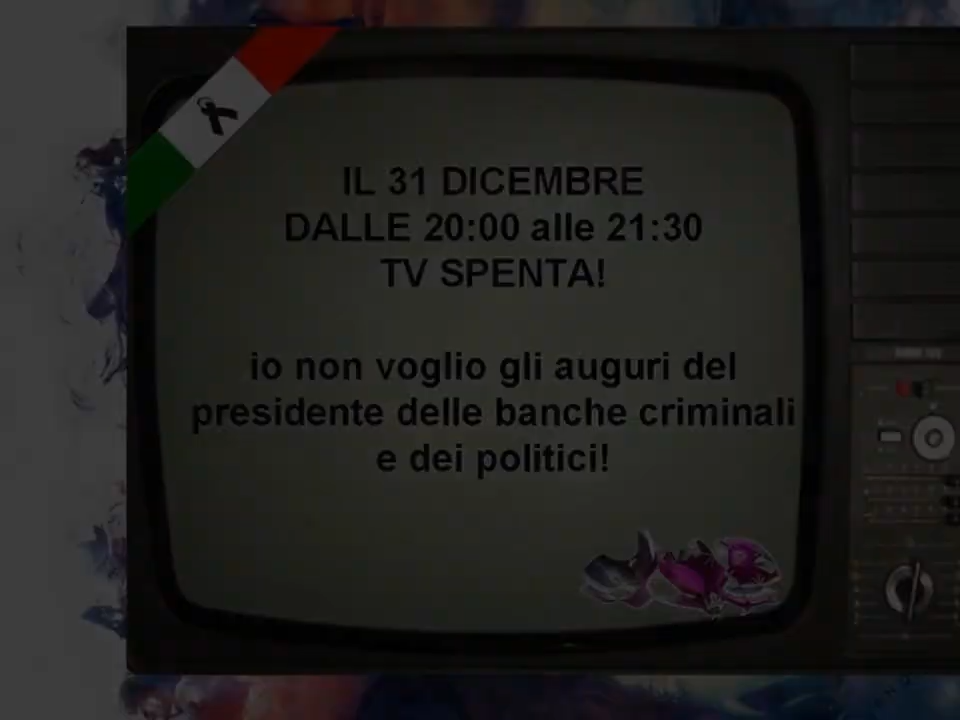 IL 31 DICEMBRE
DALLE 20:00 alle 21:30
TV SPENTA!
io non voglio gli auguri del
presidente delle banche criminali
e dei politici!